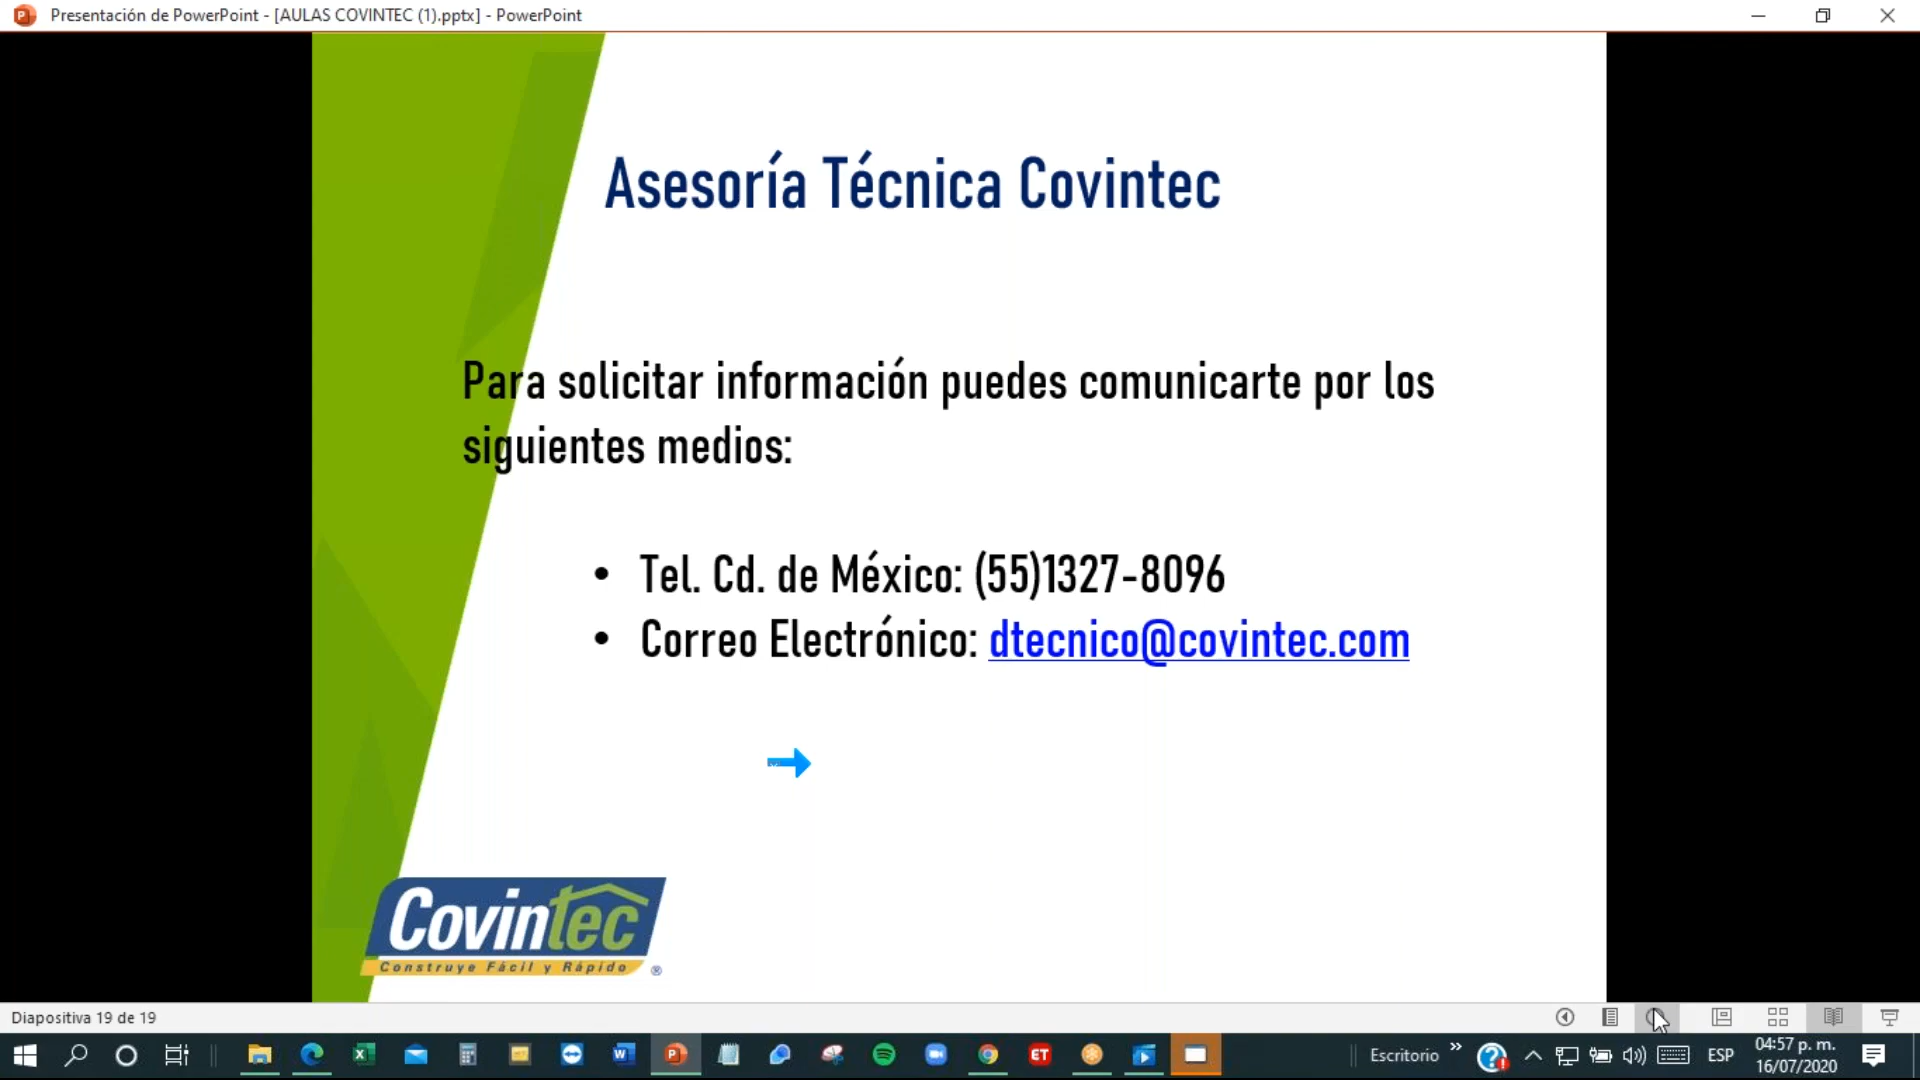 Presentación de PowerPoint - [AULAS COVINTEC (1).pptx] - PowerPoint
Asesoría Técnica Covintec
Para solicitar información puedes comunicarte por los
siguientes medios:
• Tel. Cd. de México: (55)1327-8096
• Correo Electrónico: dtecnico@covintec.com
Covintec
Construye Fácil y Rápido ®
Diapositiva 19 de 19
Escritorio
ESP
04:57 p. m.
16/07/2020
ET